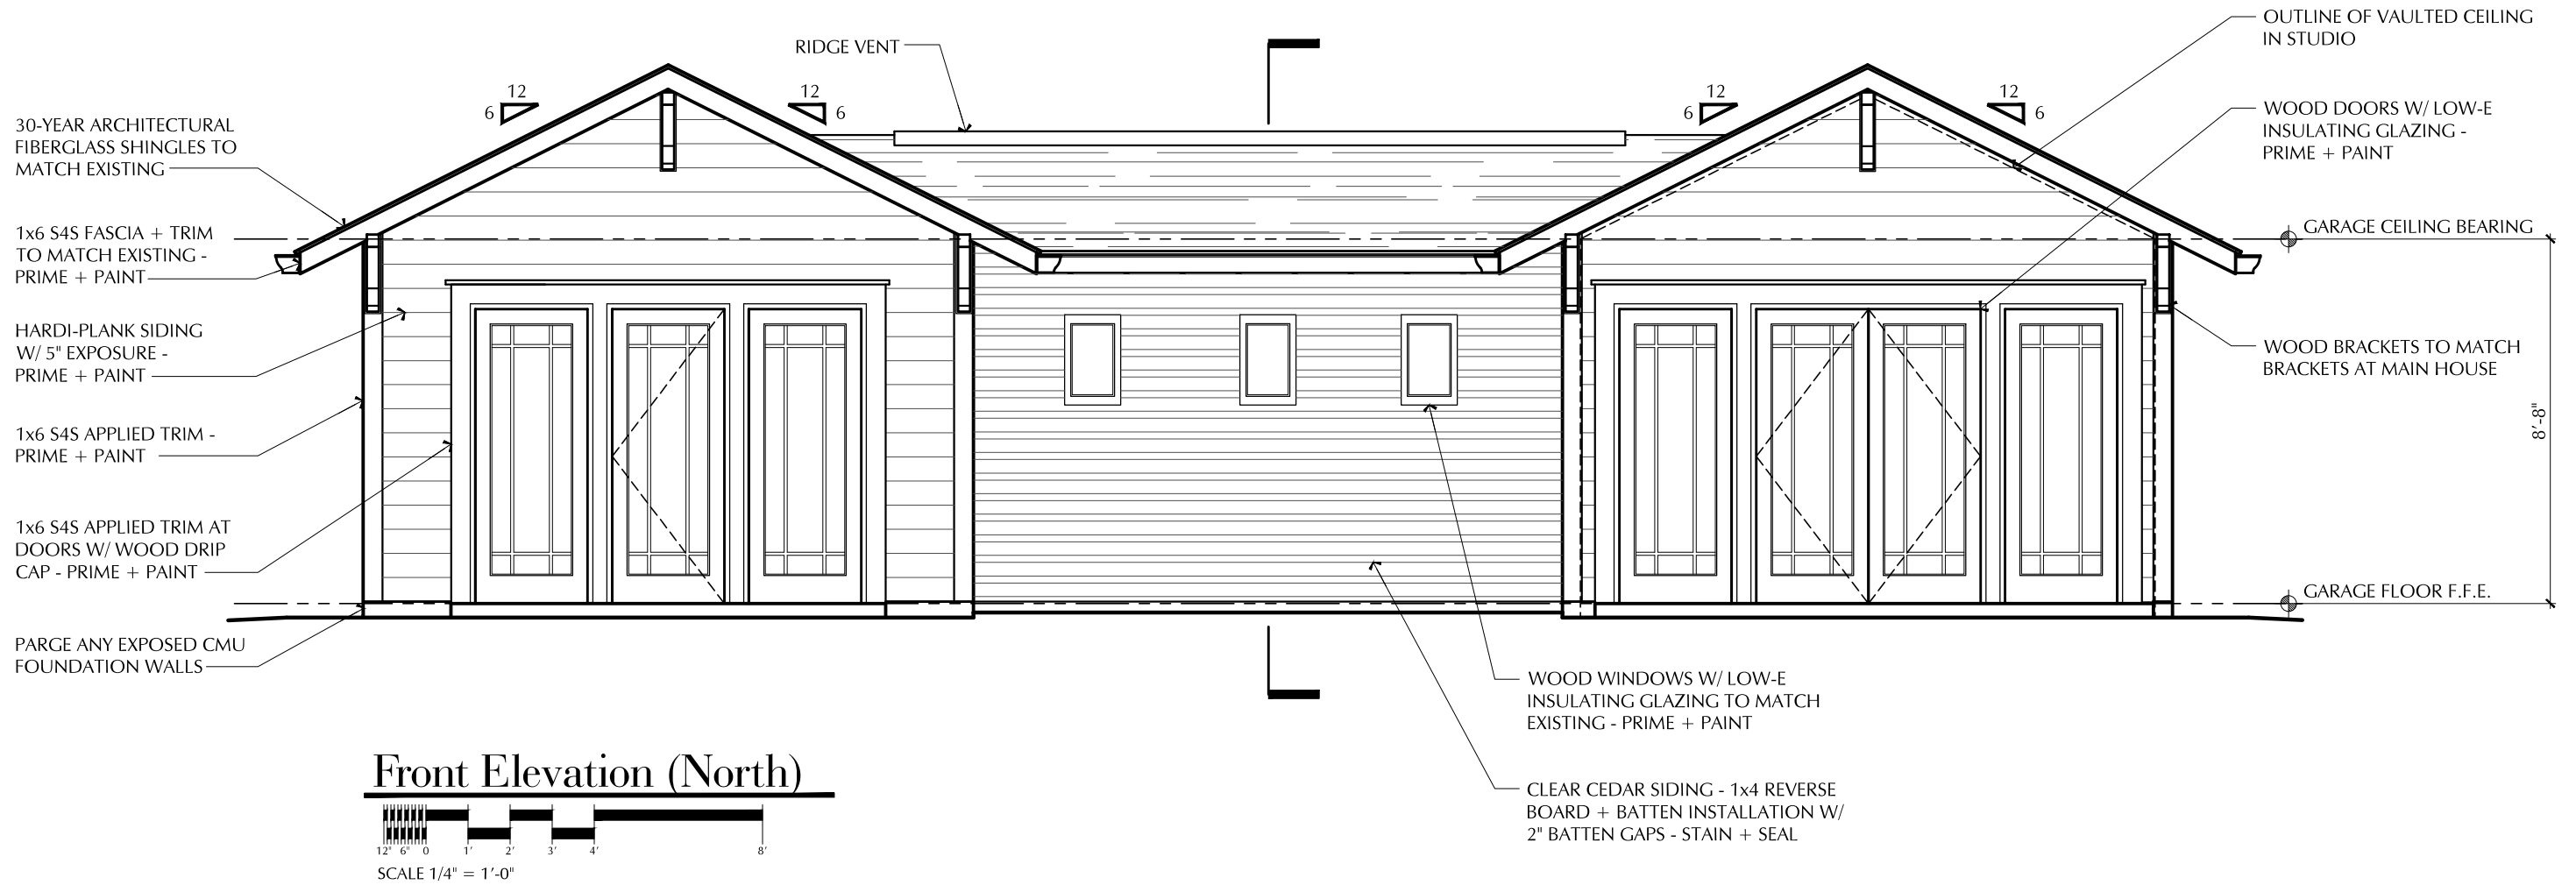 OUTLINE OF VAULTED CEILING
IN STUDIO
RIDGE VENT
12
6
12
6
12
6
12
6
30-YEAR ARCHITECTURAL
FIBERGLASS SHINGLES TO
MATCH EXISTING
WOOD DOORS W/ LOW-E
INSULATING GLAZING -
PRIME + PAINT
1x6 S4S FASCIA + TRIM
TO MATCH EXISTING -
PRIME + PAINT
GARAGE CEILING BEARING
HARDI-PLANK SIDING
W/ 5" EXPOSURE -
PRIME + PAINT
WOOD BRACKETS TO MATCH
BRACKETS AT MAIN HOUSE
8'-8"
1x6 S4S APPLIED TRIM -
PRIME + PAINT
1x6 S4S APPLIED TRIM AT
DOORS W/ WOOD DRIP
CAP - PRIME + PAINT
GARAGE FLOOR F.F.E.
PARGE ANY EXPOSED CMU
FOUNDATION WALLS
WOOD WINDOWS W/ LOW-E
INSULATING GLAZING TO MATCH
EXISTING - PRIME + PAINT
CLEAR CEDAR SIDING - 1x4 REVERSE
BOARD + BATTEN INSTALLATION W/
2" BATTEN GAPS - STAIN + SEAL
Front Elevation (North)
12" 6" 0 1' 2' 3' 4' 8'
SCALE 1/4" = 1'-0"